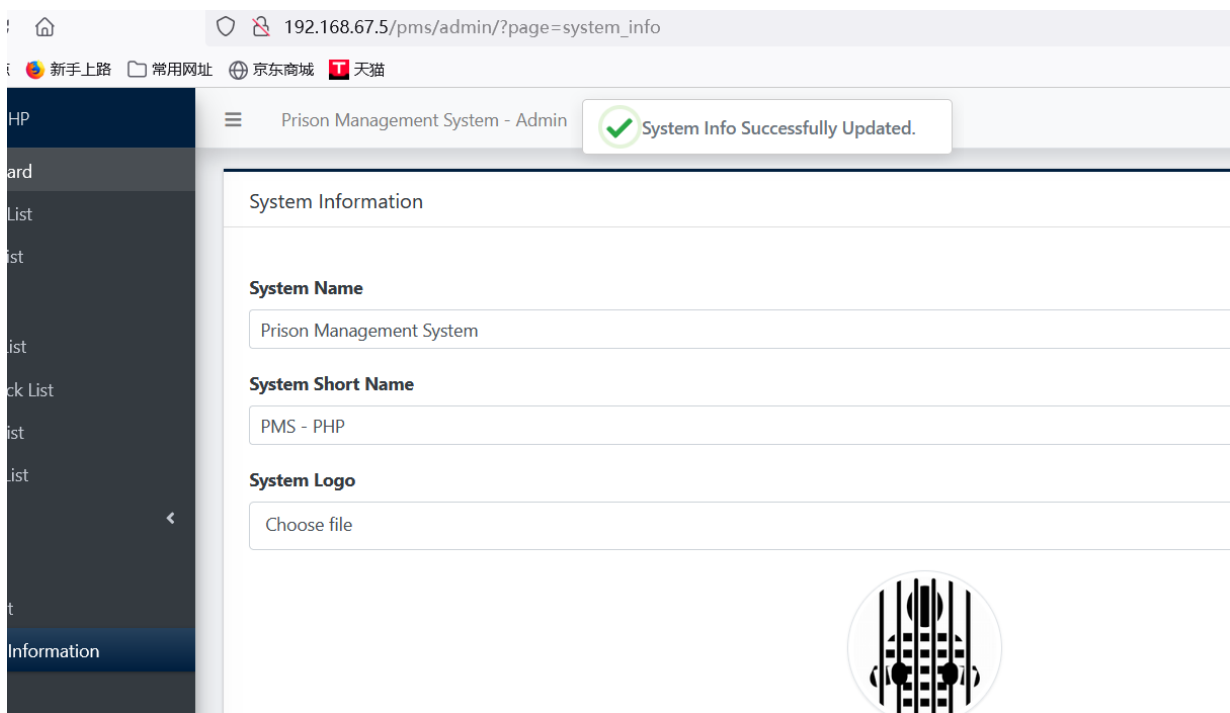 192.168.67.5/pms/admin/?page=system_info
新手上路 常用网址 京东商城 T 天猫
HP
Prison Management System - Admin
System Info Successfully Updated.
ard
List
ist
ist
ck List
ist
List
t
Information
System Information
System Name
Prison Management System
System Short Name
PMS - PHP
System Logo
Choose file